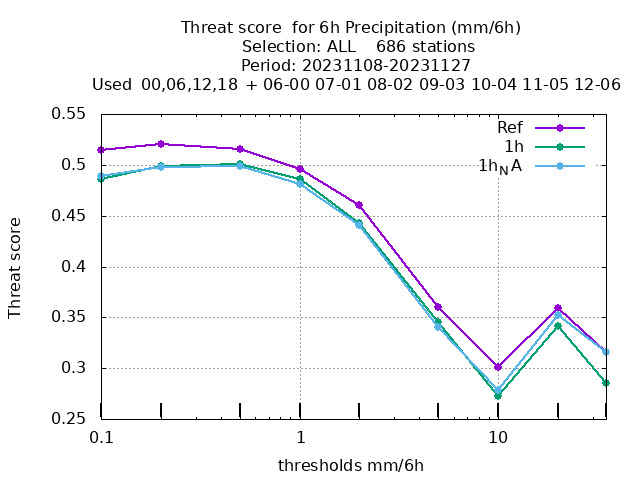 Threat score  for 6h Precipitation (mm/6h)
Selection: ALL    686 stations
Period: 20231108-20231127
Used  00,06,12,18  + 06-00 07-01 08-02 09-03 10-04 11-05 12-06
0.55
0.5
0.45
0.4
0.35
0.3
0.25
Threat score
Ref
1h
1h_NA
0.1
1
10
thresholds mm/6h